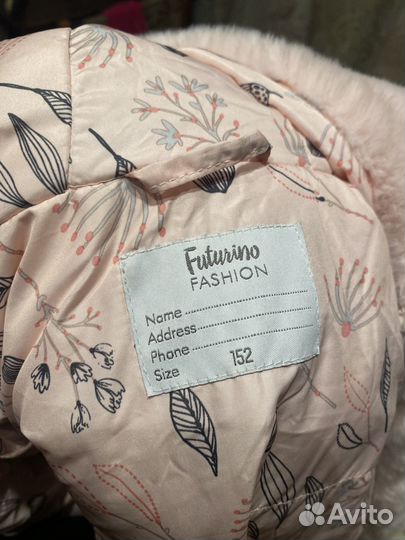 Futurino
FASHION
Name
Address
Phone
Size 152
Avito